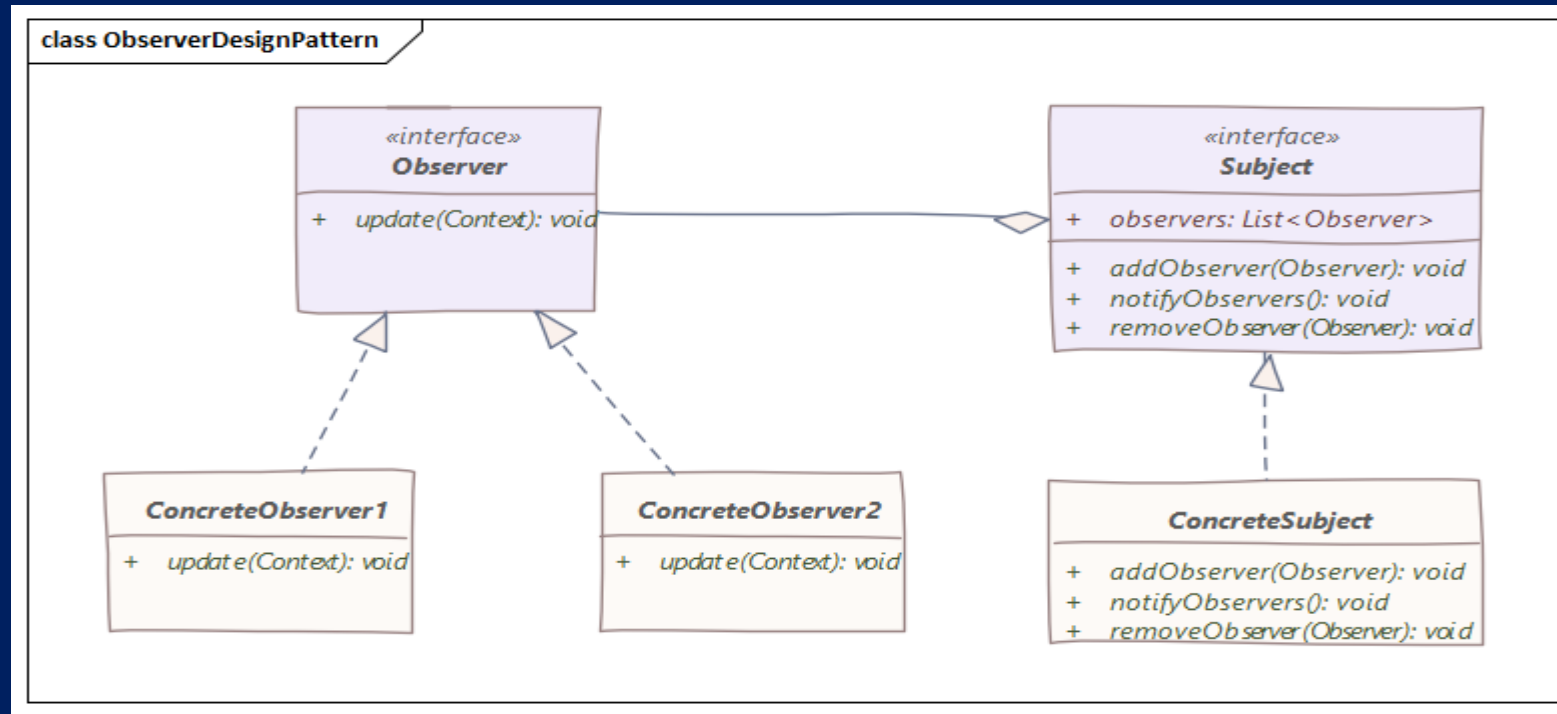 class ObserverDesignPattern
«interface»
Observer
+ update(Context): void
«interface»
Subject
+ observers: List<Observer>
+ addObserver(Observer): void
+ notifyObservers(): void
+ removeObserver(Observer): void
ConcreteObserver1
+ update(Context): void
ConcreteObserver2
+ update(Context): void
ConcreteSubject
+ addObserver(Observer): void
+ notifyObservers(): void
+ removeObserver(Observer): void